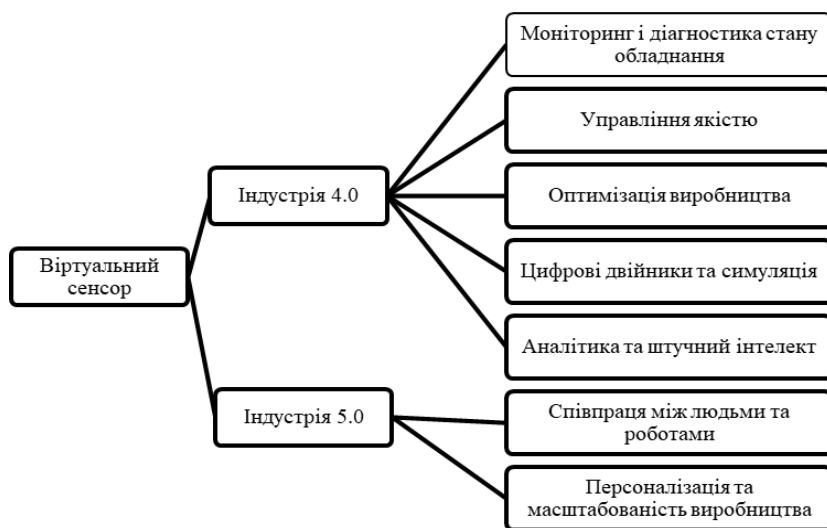 Віртуальний
сенсор
Індустрія 4.0
Моніторинг і діагностика стану
обладнання
Управління якістю
Оптимізація виробництва
Цифрові двійники та симуляція
Аналітика та штучний інтелект
Індустрія 5.0
Співпраця між людьми та
роботами
Персоналізація та
масштабованість виробництва